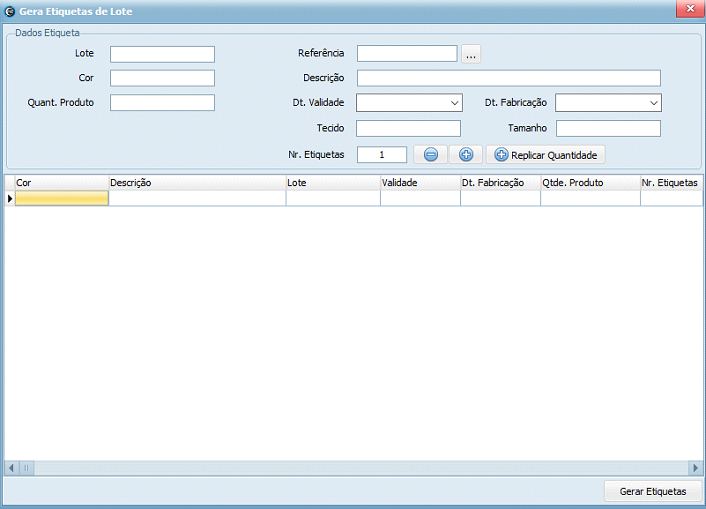 Gera Etiquetas de Lote
Dados Etiqueta
Lote Referência ...
Cor Descrição
Quant. Produto Dt. Validade Dt. Fabricação
Tecido Tamanho
Nr. Etiquetas 1 Replicar Quantidade
Cor Descrição Lote Validade Dt. Fabricação Qtde. Produto Nr. Etiquetas
Gerar Etiquetas